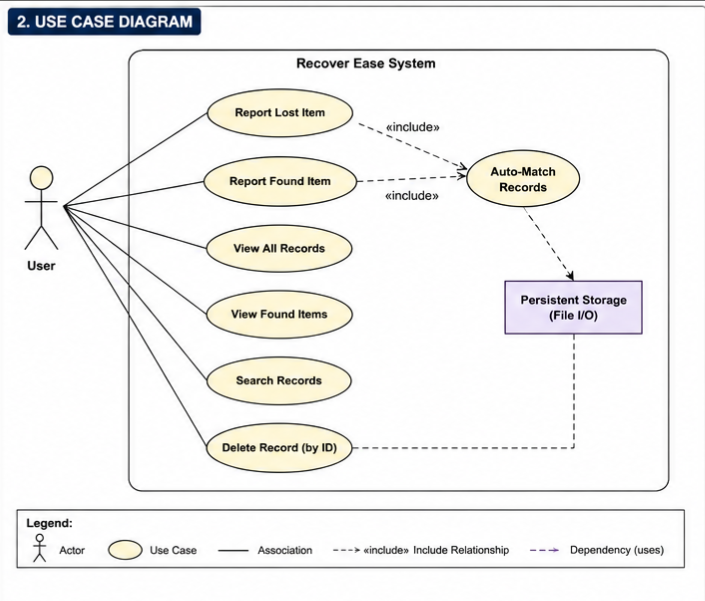 2. USE CASE DIAGRAM
Recover Ease System
Report Lost Item
«include»
Report Found Item
«include»
Auto-Match
Records
User
View All Records
View Found Items
Persistent Storage
(File I/O)
Search Records
Delete Record (by ID)
Legend:
Actor
Use Case
Association
«include» Include Relationship
Dependency (uses)